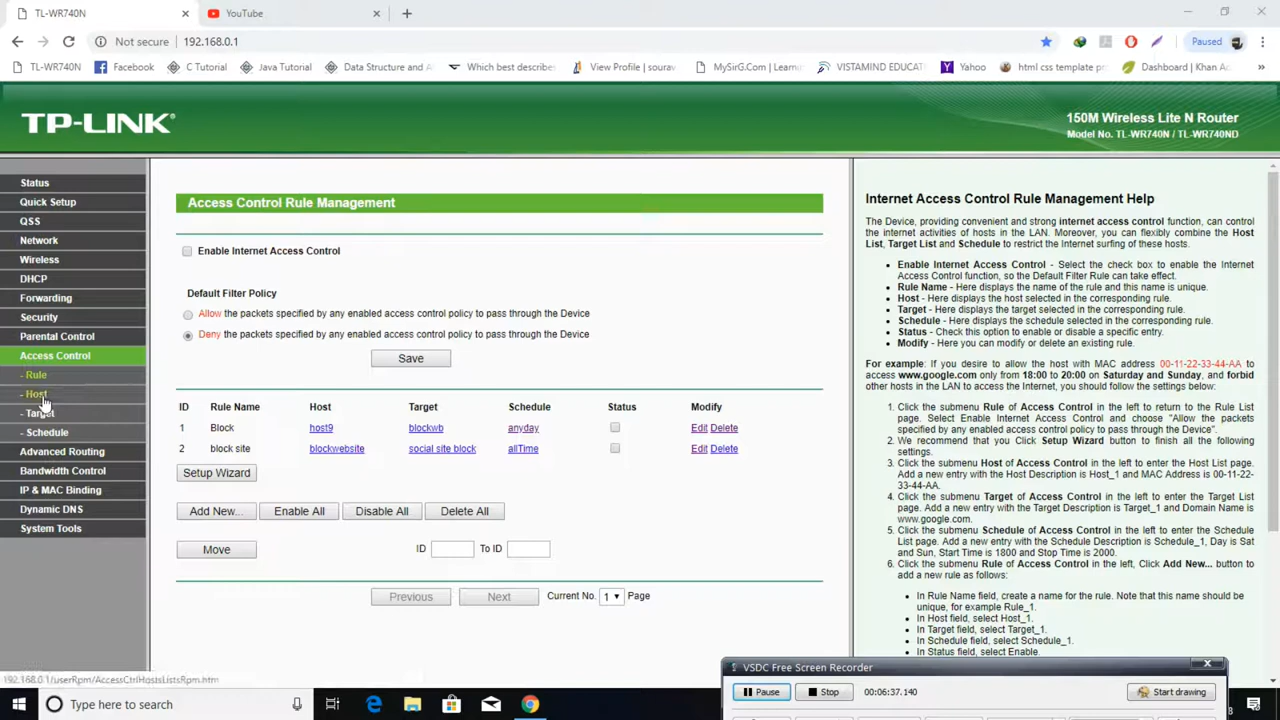 TL-WR740N
YouTube
Not secure 192.168.0.1
Paused
TL-WR740N Facebook C Tutorial Java Tutorial Data Structure and A Which best describes View Profile | sourav MySirG.Com | Learn VISTAMIND EDUCAT Yahoo html css template pr Dashboard | Khan Ac »
TP-LINK®
150M Wireless Lite N Router
Model No. TL-WR740N / TL-WR740ND
Status
Quick Setup
QSS
Network
Wireless
DHCP
Forwarding
Security
Parental Control
Access Control
- Rule
- Host
- Target
- Schedule
Advanced Routing
Bandwidth Control
IP & MAC Binding
Dynamic DNS
System Tools
Access Control Rule Management
Enable Internet Access Control
Default Filter Policy
Allow the packets specified by any enabled access control policy to pass through the Device
Deny the packets specified by any enabled access control policy to pass through the Device
Save
ID Rule Name Host Target Schedule Status Modify
1 Block host9 blockwb anyday Edit Delete
2 block site blockwebsite social site block allTime Edit Delete
Setup Wizard
Add New... Enable All Disable All Delete All
Move ID To ID
Previous Next Current No. 1 Page
Internet Access Control Rule Management Help
The Device, providing convenient and strong internet access control function, can control
the internet activities of hosts in the LAN. Moreover, you can flexibly combine the Host
List, Target List and Schedule to restrict the Internet surfing of these hosts.
Enable Internet Access Control - Select the check box to enable the Internet
Access Control function, so the Default Filter Rule can take effect.
Rule Name - Here displays the name of the rule and this name is unique.
Host - Here displays the host selected in the corresponding rule.
Target - Here displays the target selected in the corresponding rule.
Schedule - Here displays the schedule selected in the corresponding rule.
Status - Check this option to enable or disable a specific entry.
Modify - Here you can modify or delete an existing rule.
For example: If you desire to allow the host with MAC address 00-11-22-33-44-AA to
access www.google.com only from 18:00 to 20:00 on Saturday and Sunday, and forbid
other hosts in the LAN to access the Internet, you should follow the settings below:
1. Click the submenu Rule of Access Control in the left to return to the Rule List
page. Select Enable Internet Access Control and choose "Allow the packets
specified by any enabled access control policy to pass through the Device".
2. We recommend that you Click Setup Wizard button to finish all the following
settings.
3. Click the submenu Host of Access Control in the left to enter the Host List page.
Add a new entry with the Host Description is Host_1 and MAC Address is 00-11-22-
33-44-AA.
4. Click the submenu Target of Access Control in the left to enter the Target List
page. Add a new entry with the Target Description is Target_1 and Domain Name is
www.google.com.
5. Click the submenu Schedule of Access Control in the left to enter the Schedule
List page. Add a new entry with the Schedule Description is Schedule_1, Day is Sat
and Sun, Start Time is 1800 and Stop Time is 2000.
6. Click the submenu Rule of Access Control in the left, Click Add New... button to
add a new rule as follows:
In Rule Name field, create a name for the rule. Note that this name should be
unique, for example Rule_1.
In Host field, select Host_1.
In Target field, select Target_1.
In Schedule field, select Schedule_1.
In Status field, select Enable.
192.168.0.1/userRpm/AccessCtrlHostsListsRpm.htm
VSDC Free Screen Recorder
Pause Stop 00:06:37.140 Start drawing
Type here to search